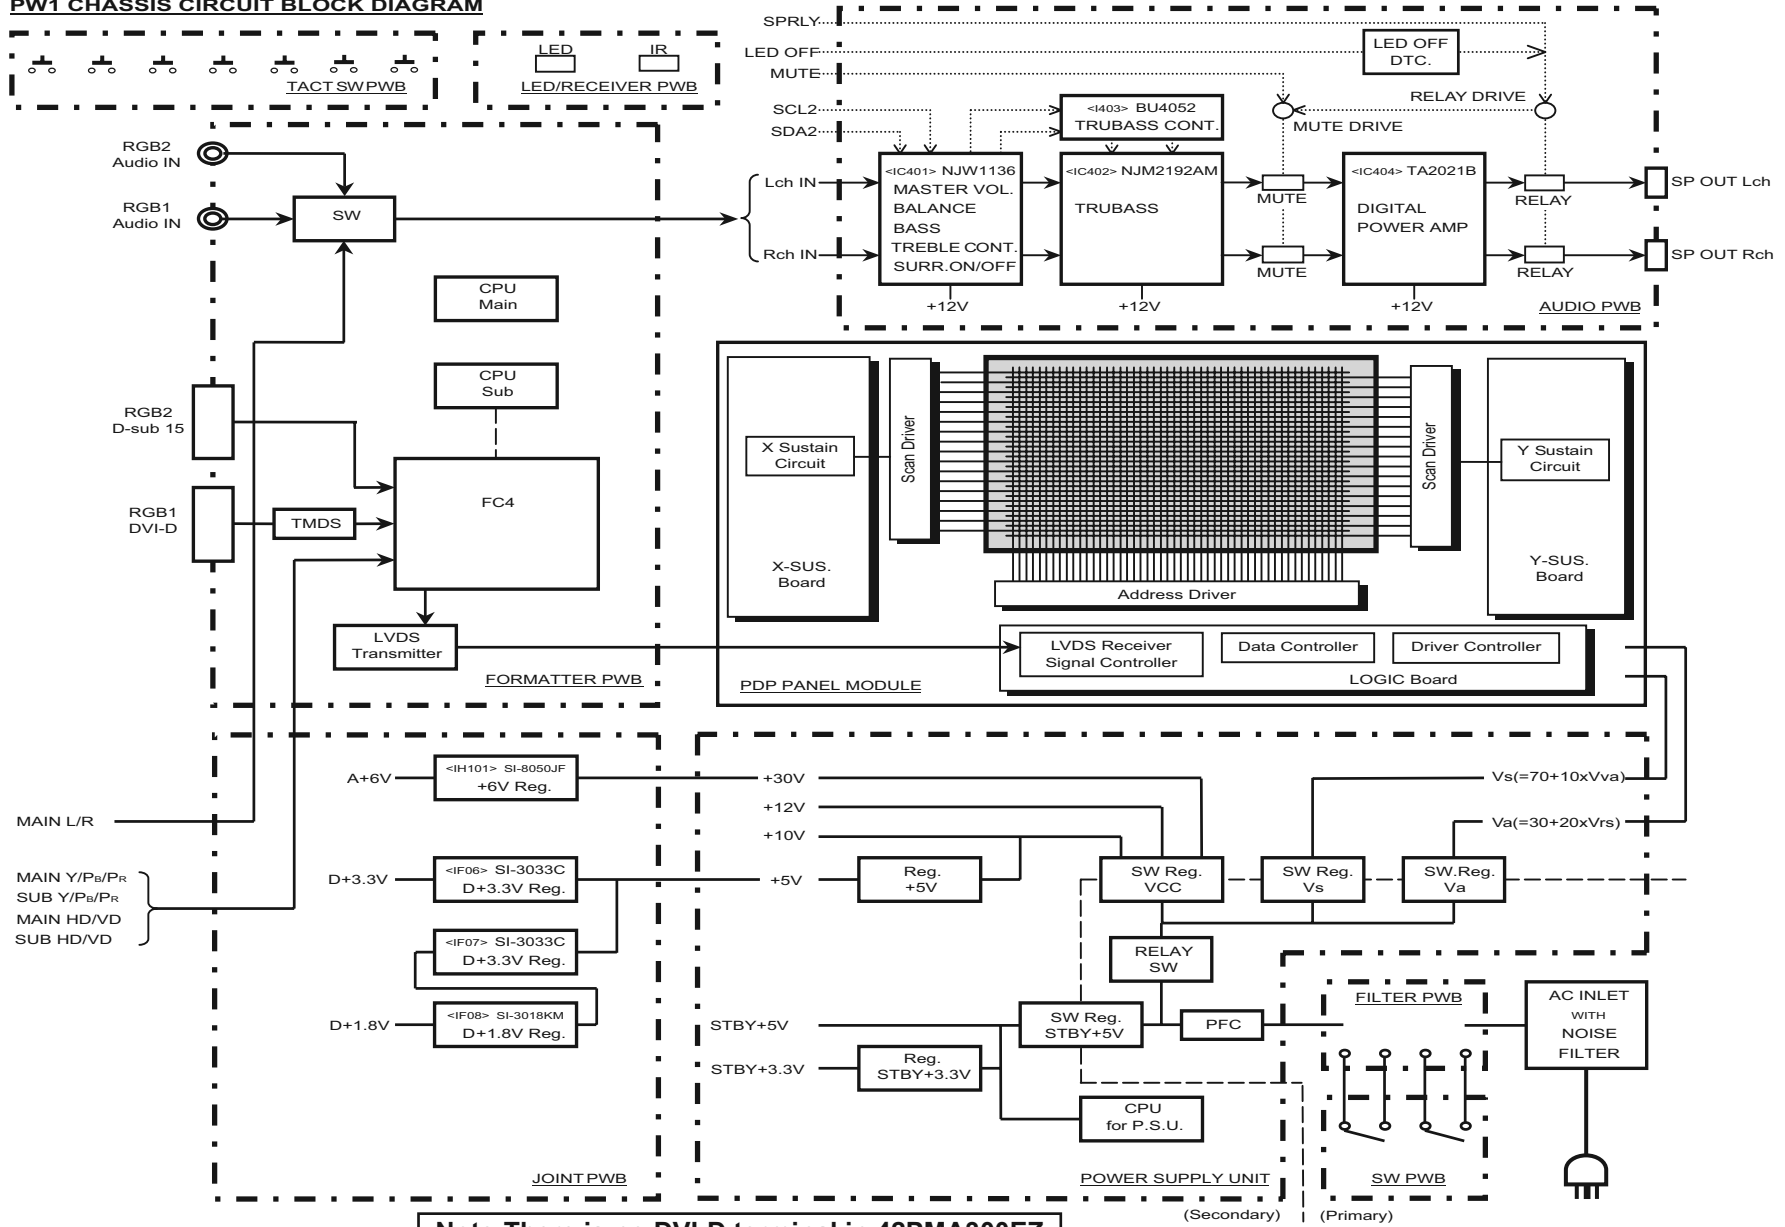 PW1 CHASSIS CIRCUIT BLOCK DIAGRAM
TACT SW PWB
LED
IR
LED/RECEIVER PWB
SPRLY
LED OFF
MUTE
SCL2
SDA2
LED OFF
DTC.
RELAY DRIVE
MUTE DRIVE
<I403> BU4052
TRUBASS CONT.
Lch IN
Rch IN
<IC401> NJW1136
MASTER VOL.
BALANCE
BASS
TREBLE CONT.
SURR.ON/OFF
+12V
<IC402> NJM2192AM
TRUBASS
+12V
MUTE
MUTE
<IC404> TA2021B
DIGITAL
POWER AMP
+12V
RELAY
RELAY
SP OUT Lch
SP OUT Rch
AUDIO PWB
RGB2
Audio IN
RGB1
Audio IN
SW
CPU
Main
CPU
Sub
RGB2
D-sub 15
RGB1
DVI-D
TMDS
FC4
LVDS
Transmitter
FORMATTER PWB
X Sustain
Circuit
X-SUS.
Board
Scan Driver
Scan Driver
Y Sustain
Circuit
Y-SUS.
Board
Address Driver
LVDS Receiver
Signal Controller
Data Controller
Driver Controller
LOGIC Board
PDP PANEL MODULE
MAIN L/R
MAIN Y/PB/PR
SUB Y/PB/PR
MAIN HD/VD
SUB HD/VD
A+6V
<IH101> SI-8050JF
+6V Reg.
D+3.3V
<IF06> SI-3033C
D+3.3V Reg.
<IF07> SI-3033C
D+3.3V Reg.
D+1.8V
<IF08> SI-3018KM
D+1.8V Reg.
JOINT PWB
+30V
+12V
+10V
+5V
Reg.
+5V
SW Reg.
VCC
SW Reg.
Vs
SW.Reg.
Va
Vs(=70+10xVva)
Va(=30+20xVrs)
RELAY
SW
STBY+5V
SW Reg.
STBY+5V
PFC
STBY+3.3V
Reg.
STBY+3.3V
CPU
for P.S.U.
POWER SUPPLY UNIT
FILTER PWB
SW PWB
AC INLET
WITH
NOISE
FILTER
(Secondary)
(Primary)
Note There is no DVI-D terminal in 42PMA300EZ